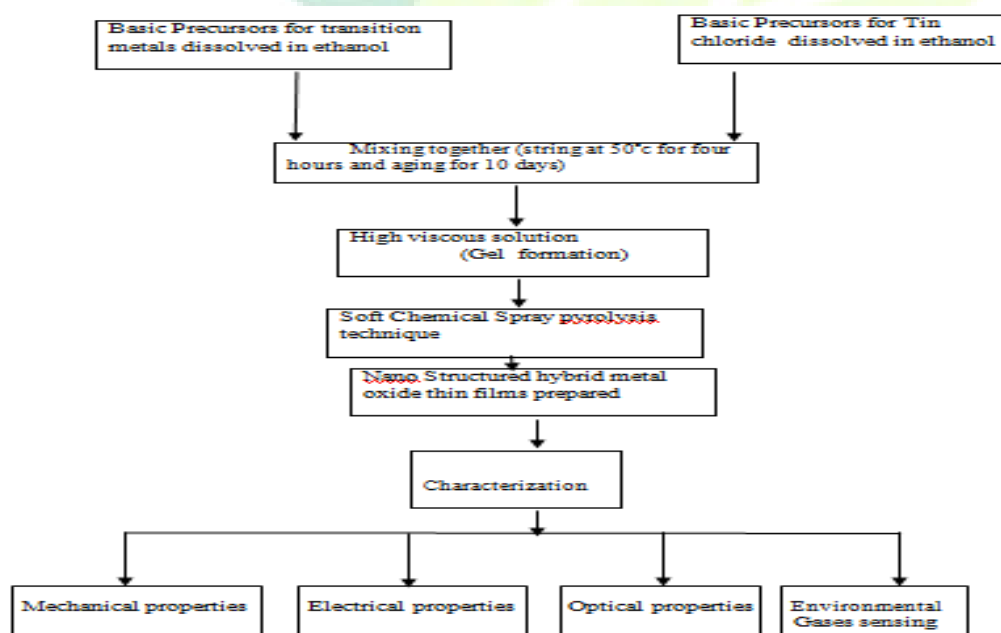 Basic Precursors for transition
metals dissolved in ethanol
Basic Precursors for Tin
chloride dissolved in ethanol
Mixing together (string at 50°c for four
hours and aging for 10 days)
High viscous solution
(Gel formation)
Soft Chemical Spray pyrolysis
technique
Nano Structured hybrid metal
oxide thin films prepared
Characterization
Mechanical properties
Electrical properties
Optical properties
Environmental
Gases sensing